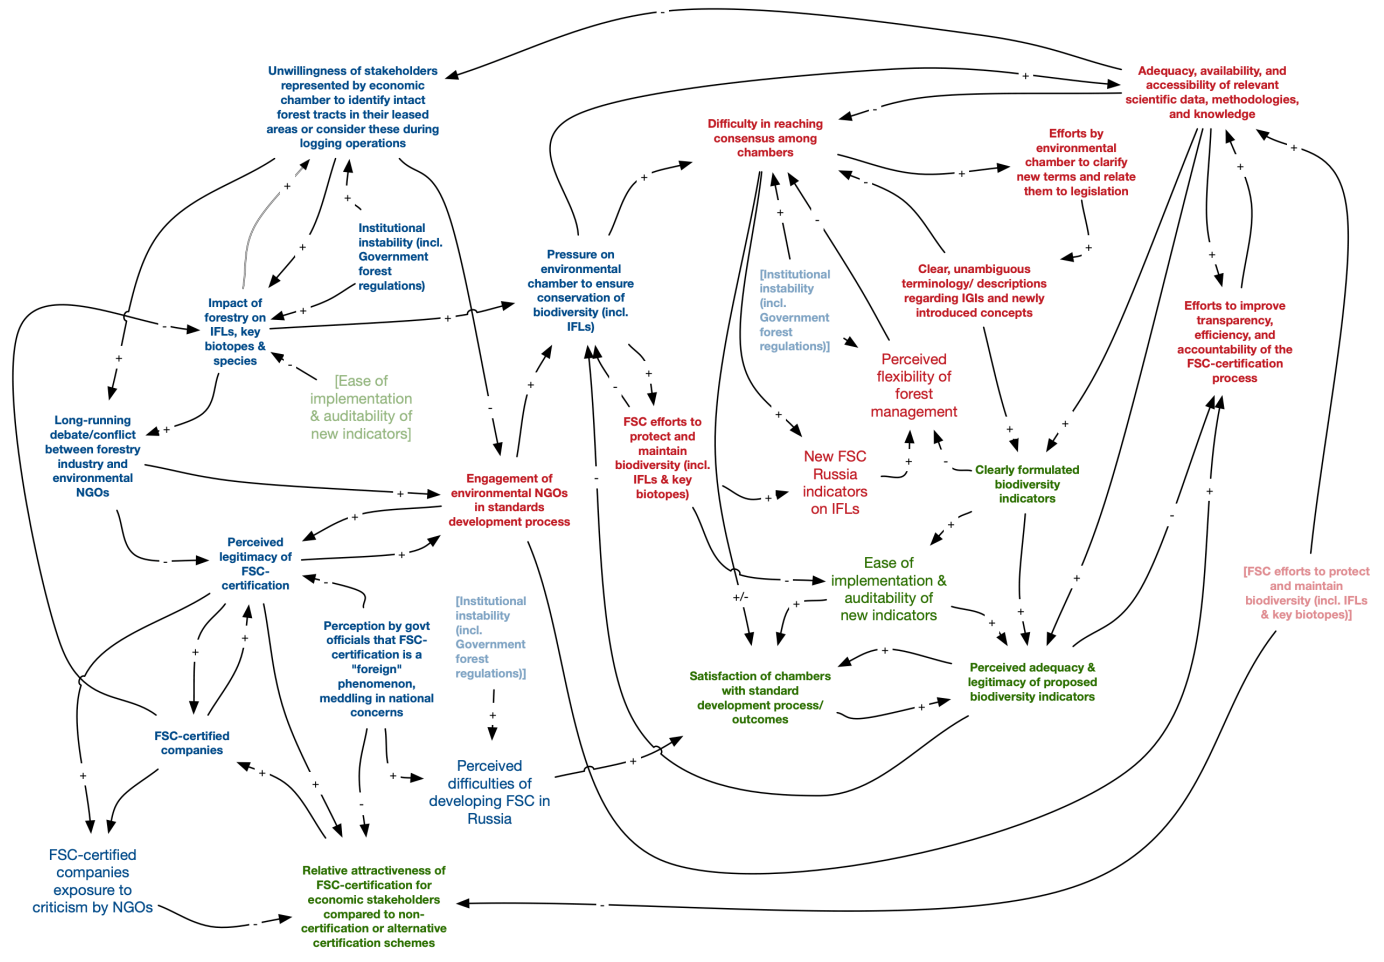 Unwillingness of stakeholders
represented by economic
chamber to identify intact
forest tracts in their leased
areas or consider these during
logging operations
Adequacy, availability, and
accessibility of relevant
scientific data, methodologies,
and knowledge
Difficulty in reaching
consensus among
chambers
Efforts by
environmental
chamber to clarify
new terms and relate
them to legislation
Institutional
instability (incl.
Government
forest
regulations)
Pressure on
environmental
chamber to ensure
conservation of
biodiversity (incl.
IFLs)
[Institutional
instability
(incl.
Government
forest
regulations)]
Clear, unambiguous
terminology/ descriptions
regarding IGIs and newly
introduced concepts
Impact of
forestry on
IFLs, key
biotopes &
species
Efforts to improve
transparency,
efficiency, and
accountability of the
FSC-certification
process
Perceived
flexibility of
forest
management
[Ease of
implementation
& auditability of
new indicators]
Long-running
debate/conflict
between forestry
industry and
environmental
NGOs
FSC efforts to
protect and
maintain
biodiversity (incl.
IFLs & key
biotopes)
New FSC
Russia
indicators
on IFLs
Clearly formulated
biodiversity
indicators
Engagement of
environmental NGOs
in standards
development process
Perceived
legitimacy of
FSC-
certification
Ease of
implementation &
auditability of
new indicators
[FSC efforts to protect
and maintain
biodiversity (incl. IFLs
& key biotopes)]
[Institutional
instability
(incl.
Government
forest
regulations)]
Perception by govt
officials that FSC-
certification is a
"foreign"
phenomenon,
meddling in national
concerns
Satisfaction of chambers
with standard
development process/
outcomes
Perceived adequacy &
legitimacy of proposed
biodiversity indicators
FSC-certified
companies
Perceived
difficulties of
developing FSC in
Russia
FSC-certified
companies
exposure to
criticism by NGOs
Relative attractiveness of
FSC-certification for
economic stakeholders
compared to non-
certification or alternative
certification schemes
-
+
-
+
+
+
-
+
+
+
-
+
-
+
+
+
+
+
-
+
+
+
-
+
-
+
+
-
+
+
+
-
+
-
+
+
-
+
+
+
-
+
+
-
-
+/-
+
+
+
+
-
+
+
+
+
+
+
+
-
+
+
-
-